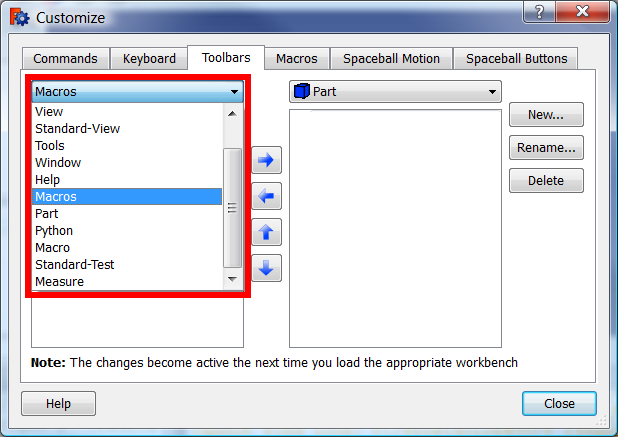 Customize
?
Commands Keyboard Toolbars Macros Spaceball Motion Spaceball Buttons
Macros
View
Standard-View
Tools
Window
Help
Macros
Part
Python
Macro
Standard-Test
Measure
Part
New...
Rename...
Delete
Note: The changes become active the next time you load the appropriate workbench
Help
Close